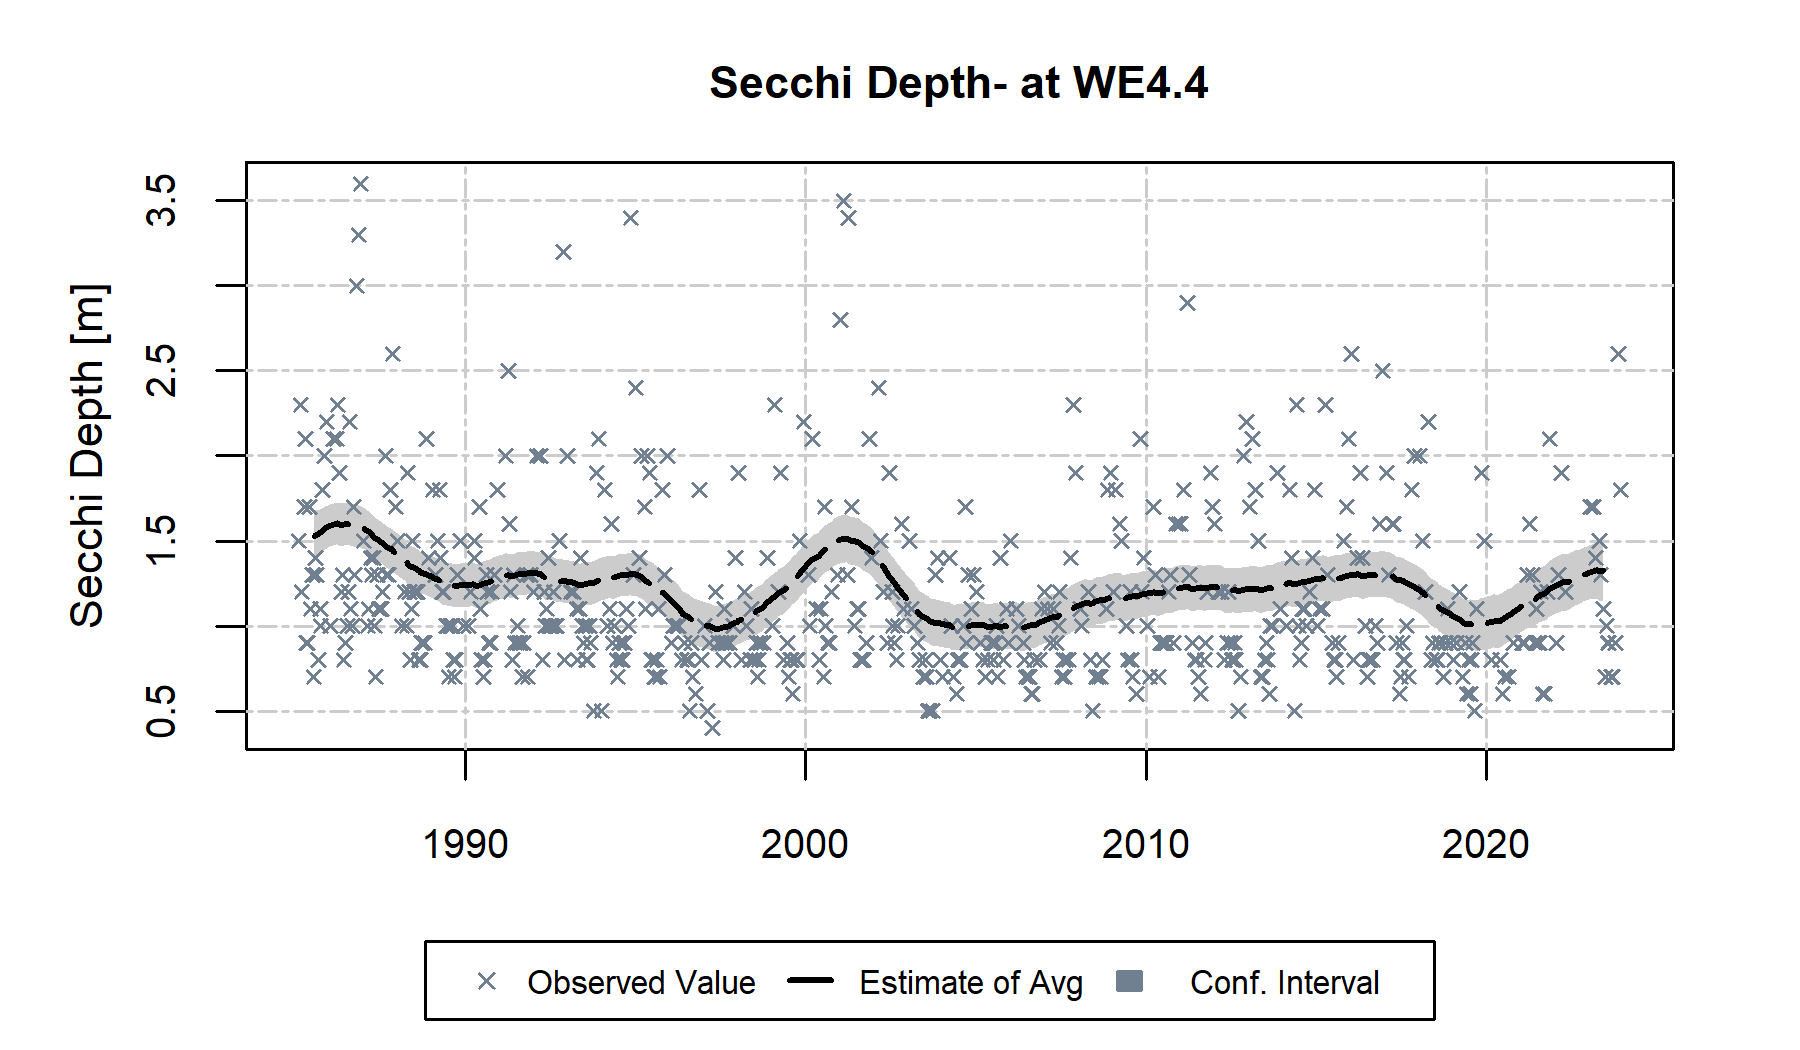 Secchi Depth- at WE4.4
Secchi Depth [m]
3.5
2.5
1.5
0.5
1990 2000 2010 2020
Observed Value Estimate of Avg Conf. Interval